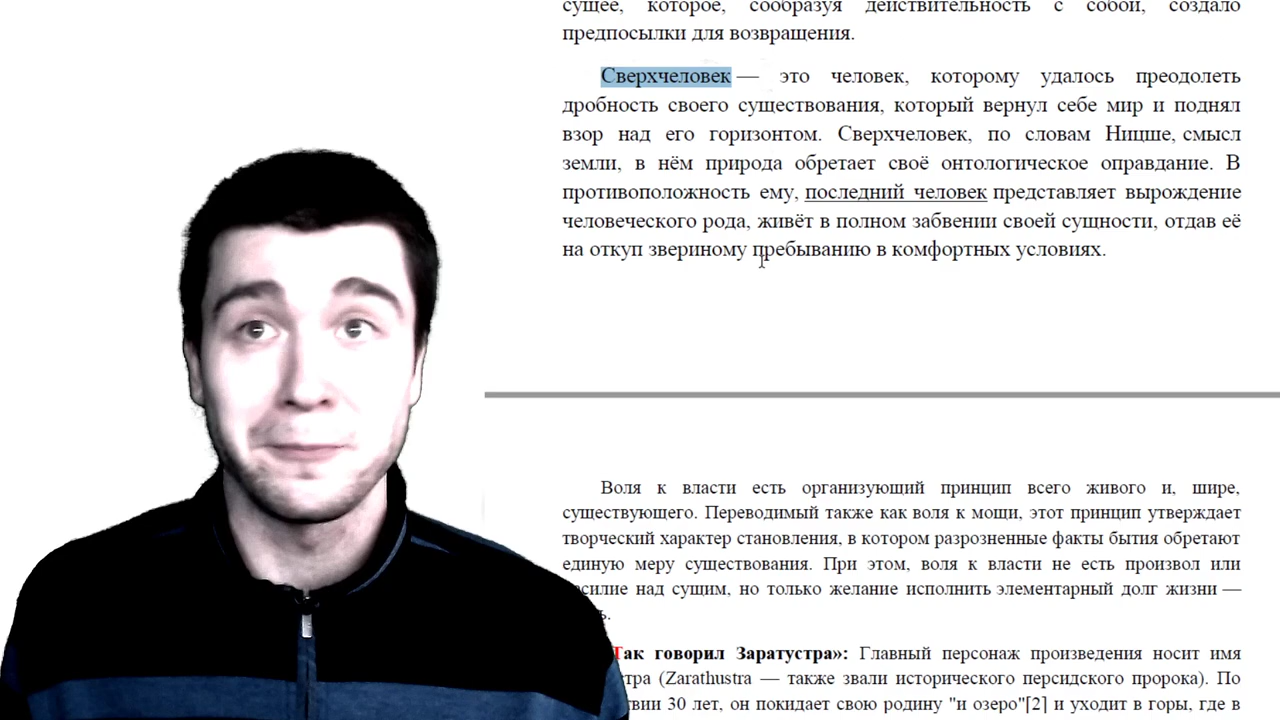 сущее, которое, сообразуя действительность с собой, создало
предпосылки для возвращения.
Сверхчеловек — это человек, которому удалось преодолеть
дробность своего существования, который вернул себе мир и поднял
взор над его горизонтом. Сверхчеловек, по словам Ницше, смысл
земли, в нём природа обретает своё онтологическое оправдание. В
противоположность ему, последний человек представляет вырождение
человеческого рода, живёт в полном забвении своей сущности, отдав её
на откуп звериному пребыванию в комфортных условиях.
Воля к власти есть организующий принцип всего живого и, шире,
существующего. Переводимый также как воля к мощи, этот принцип утверждает
творческий характер становления, в котором разрозненные факты бытия обретают
единую меру существования. При этом, воля к власти не есть произвол или
над сущим, но только желание исполнить элементарный долг жизни —
Так говорил Заратустра»: Главный персонаж произведения носит имя
(Zarathustra — также звали исторического персидского пророка). По
30 лет, он покидает свою родину "и озеро"[2] и уходит в горы, где в